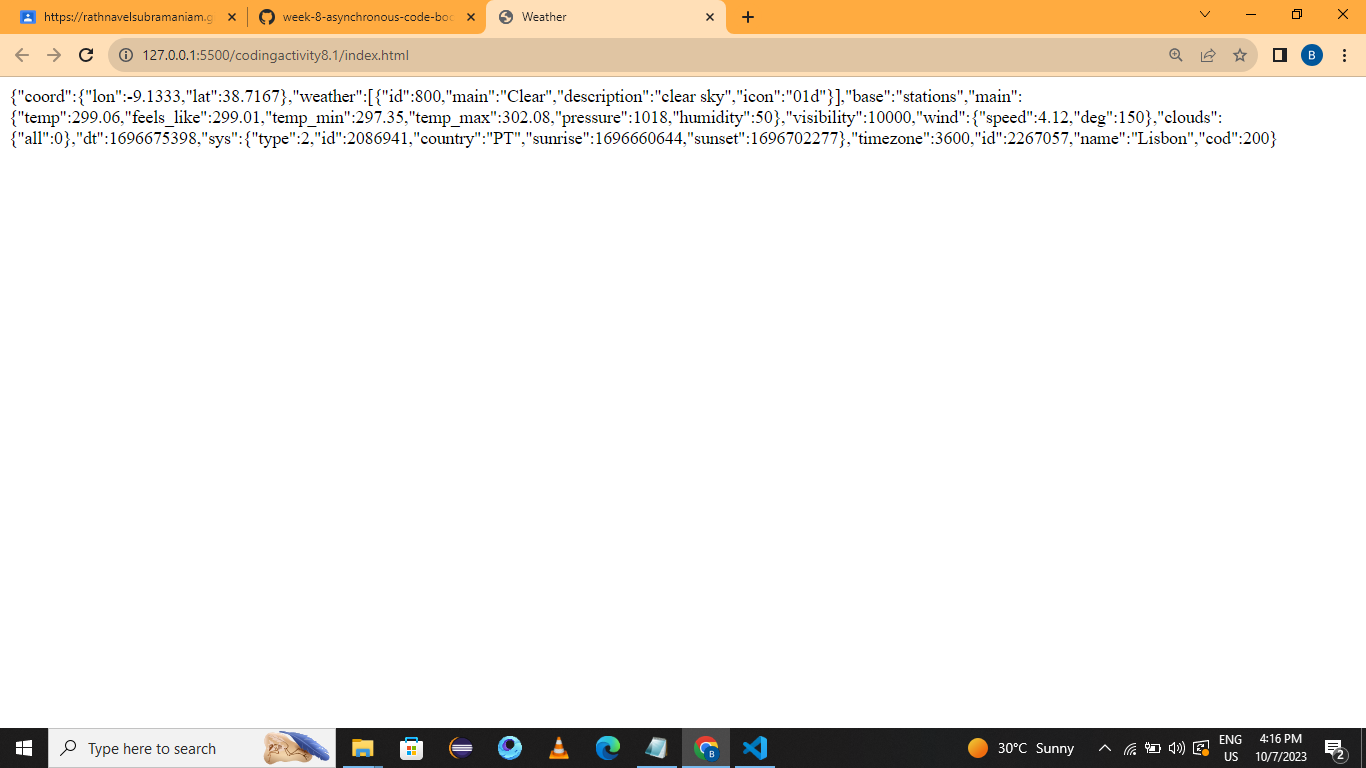 https://rathnavelsubramaniam.g
week-8-asynchronous-code-boo
Weather
127.0.0.1:5500/codingactivity8.1/index.html
B
{"coord":{"lon":-9.1333,"lat":38.7167},"weather":[{"id":800,"main":"Clear","description":"clear sky","icon":"01d"}],"base":"stations","main":
{"temp":299.06,"feels_like":299.01,"temp_min":297.35,"temp_max":302.08,"pressure":1018,"humidity":50},"visibility":10000,"wind":{"speed":4.12,"deg":150},"clouds":
{"all":0},"dt":1696675398,"sys":{"type":2,"id":2086941,"country":"PT","sunrise":1696660644,"sunset":1696702277},"timezone":3600,"id":2267057,"name":"Lisbon","cod":200}
Type here to search
B
30°C Sunny
ENG
US
4:16 PM
10/7/2023
2